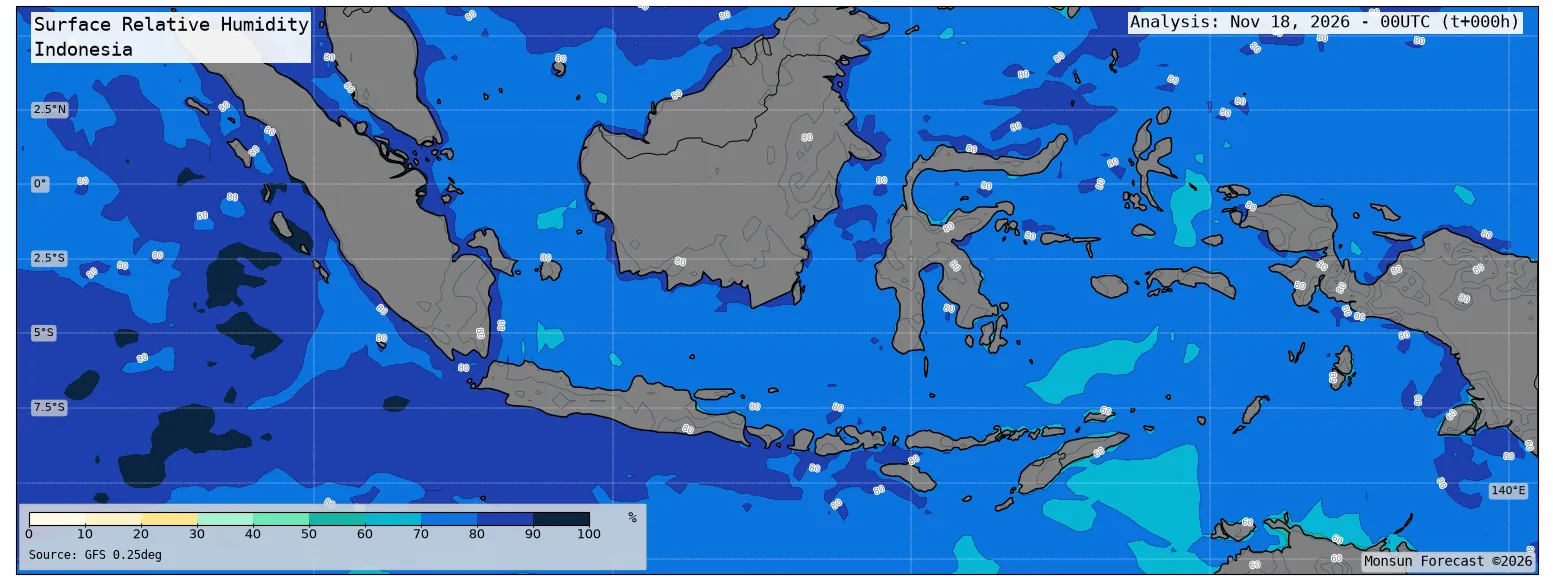 Surface Relative Humidity
Indonesia
Analysis: Nov 18, 2026 - 00UTC (t+000h)
2.5°N
0°
2.5°S
5°S
7.5°S
140°E
0 10 20 30 40 50 60 70 80 90 100
%
Source: GFS 0.25deg
Monsun Forecast ©2026